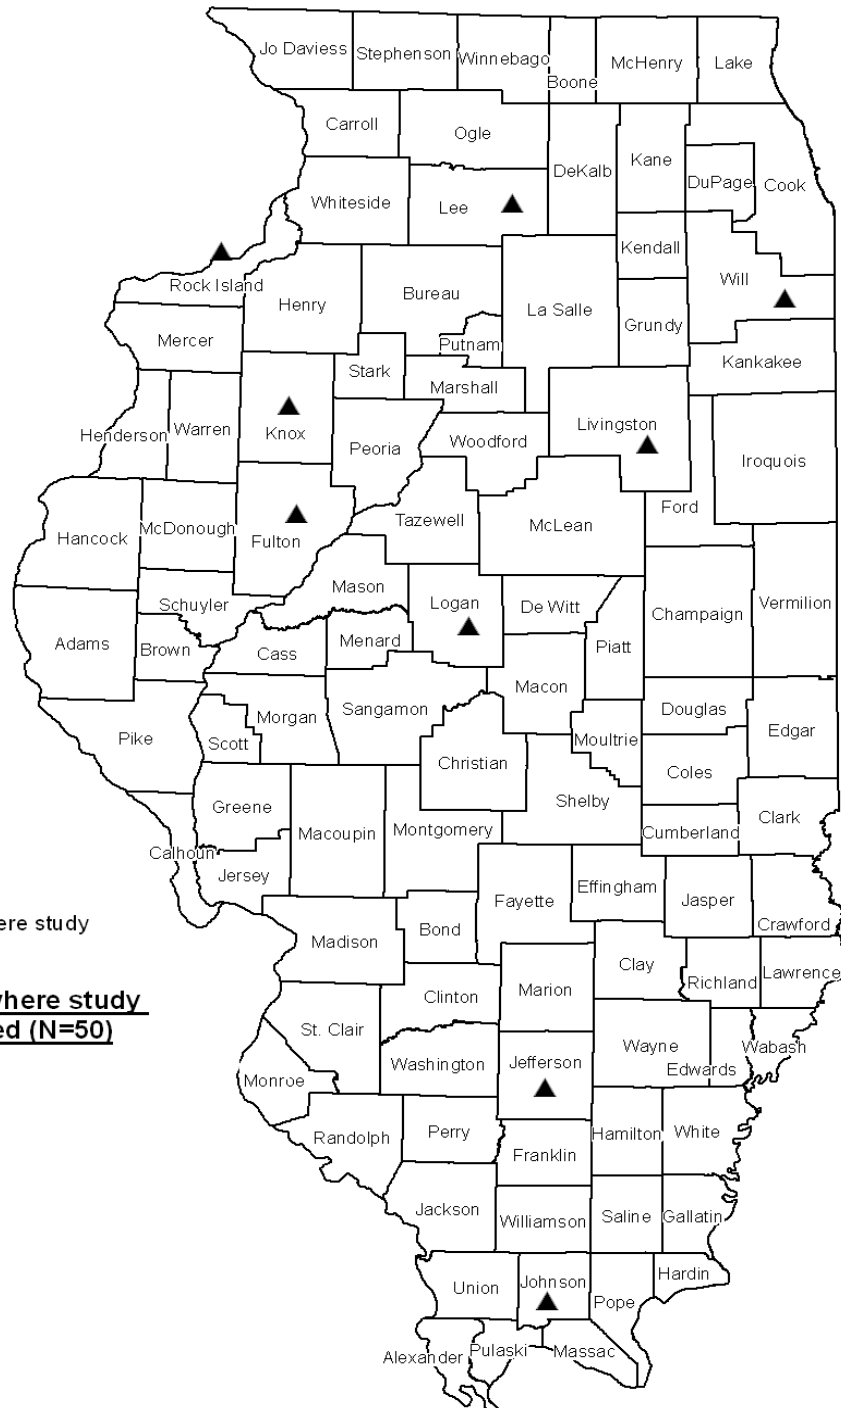 Jo Daviess
Stephenson
Winnebago
Boone
McHenry
Lake
Carroll
Ogle
DeKalb
Kane
DuPage
Cook
Whiteside
Lee
Kendall
Will
Rock Island
Henry
Bureau
La Salle
Grundy
Mercer
Putnam
Kankakee
Stark
Marshall
Henderson
Warren
Knox
Peoria
Woodford
Livingston
Iroquois
Ford
Hancock
McDonough
Fulton
Tazewell
McLean
Mason
Schuyler
Logan
De Witt
Champaign
Vermilion
Adams
Brown
Cass
Menard
Piatt
Macon
Pike
Scott
Morgan
Sangamon
Douglas
Edgar
Moultrie
Christian
Coles
Greene
Macoupin
Montgomery
Shelby
Cumberland
Clark
Calhoun
Jersey
Fayette
Effingham
Jasper
Crawford
ere study
Madison
Bond
Clay
Richland
Lawrence
where study
ed (N=50)
Clinton
Marion
St. Clair
Washington
Jefferson
Wayne
Edwards
Wabash
Monroe
Randolph
Perry
Franklin
Hamilton
White
Jackson
Williamson
Saline
Gallatin
Union
Johnson
Pope
Hardin
Alexander
Pulaski
Massac